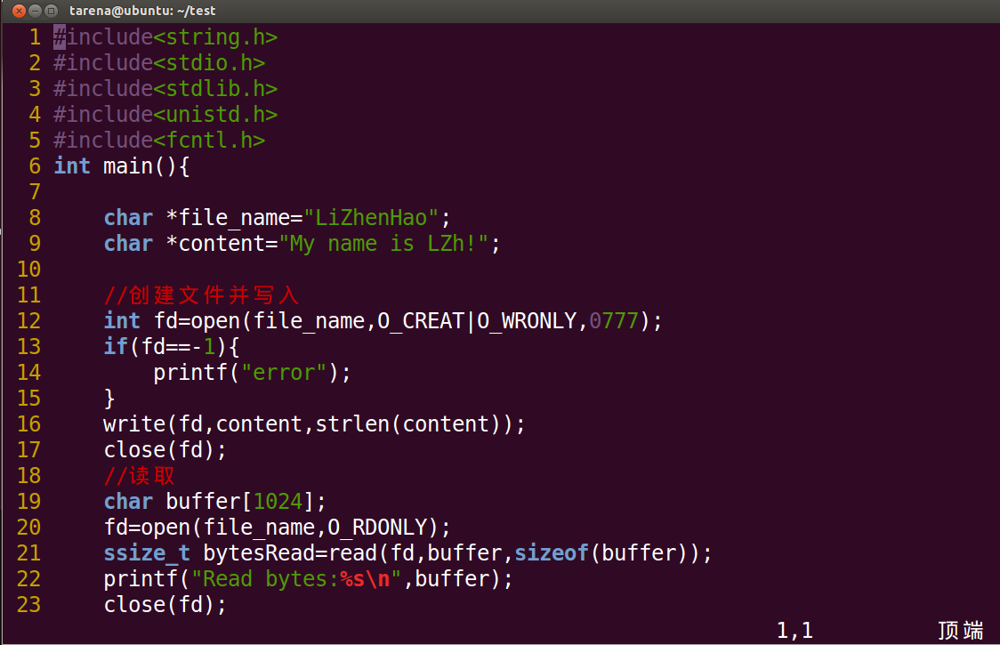 tarena@ubuntu: ~/test
1 #include<string.h>
2 #include<stdio.h>
3 #include<stdlib.h>
4 #include<unistd.h>
5 #include<fcntl.h>
6 int main(){
7
8     char *file_name="LiZhenHao";
9     char *content="My name is LZh!";
10
11     //创建文件并写入
12     int fd=open(file_name,O_CREAT|O_WRONLY,0777);
13     if(fd==-1){
14         printf("error");
15     }
16     write(fd,content,strlen(content));
17     close(fd);
18     //读取
19     char buffer[1024];
20     fd=open(file_name,O_RDONLY);
21     ssize_t bytesRead=read(fd,buffer,sizeof(buffer));
22     printf("Read bytes:%s\n",buffer);
23     close(fd);
1,1 顶端